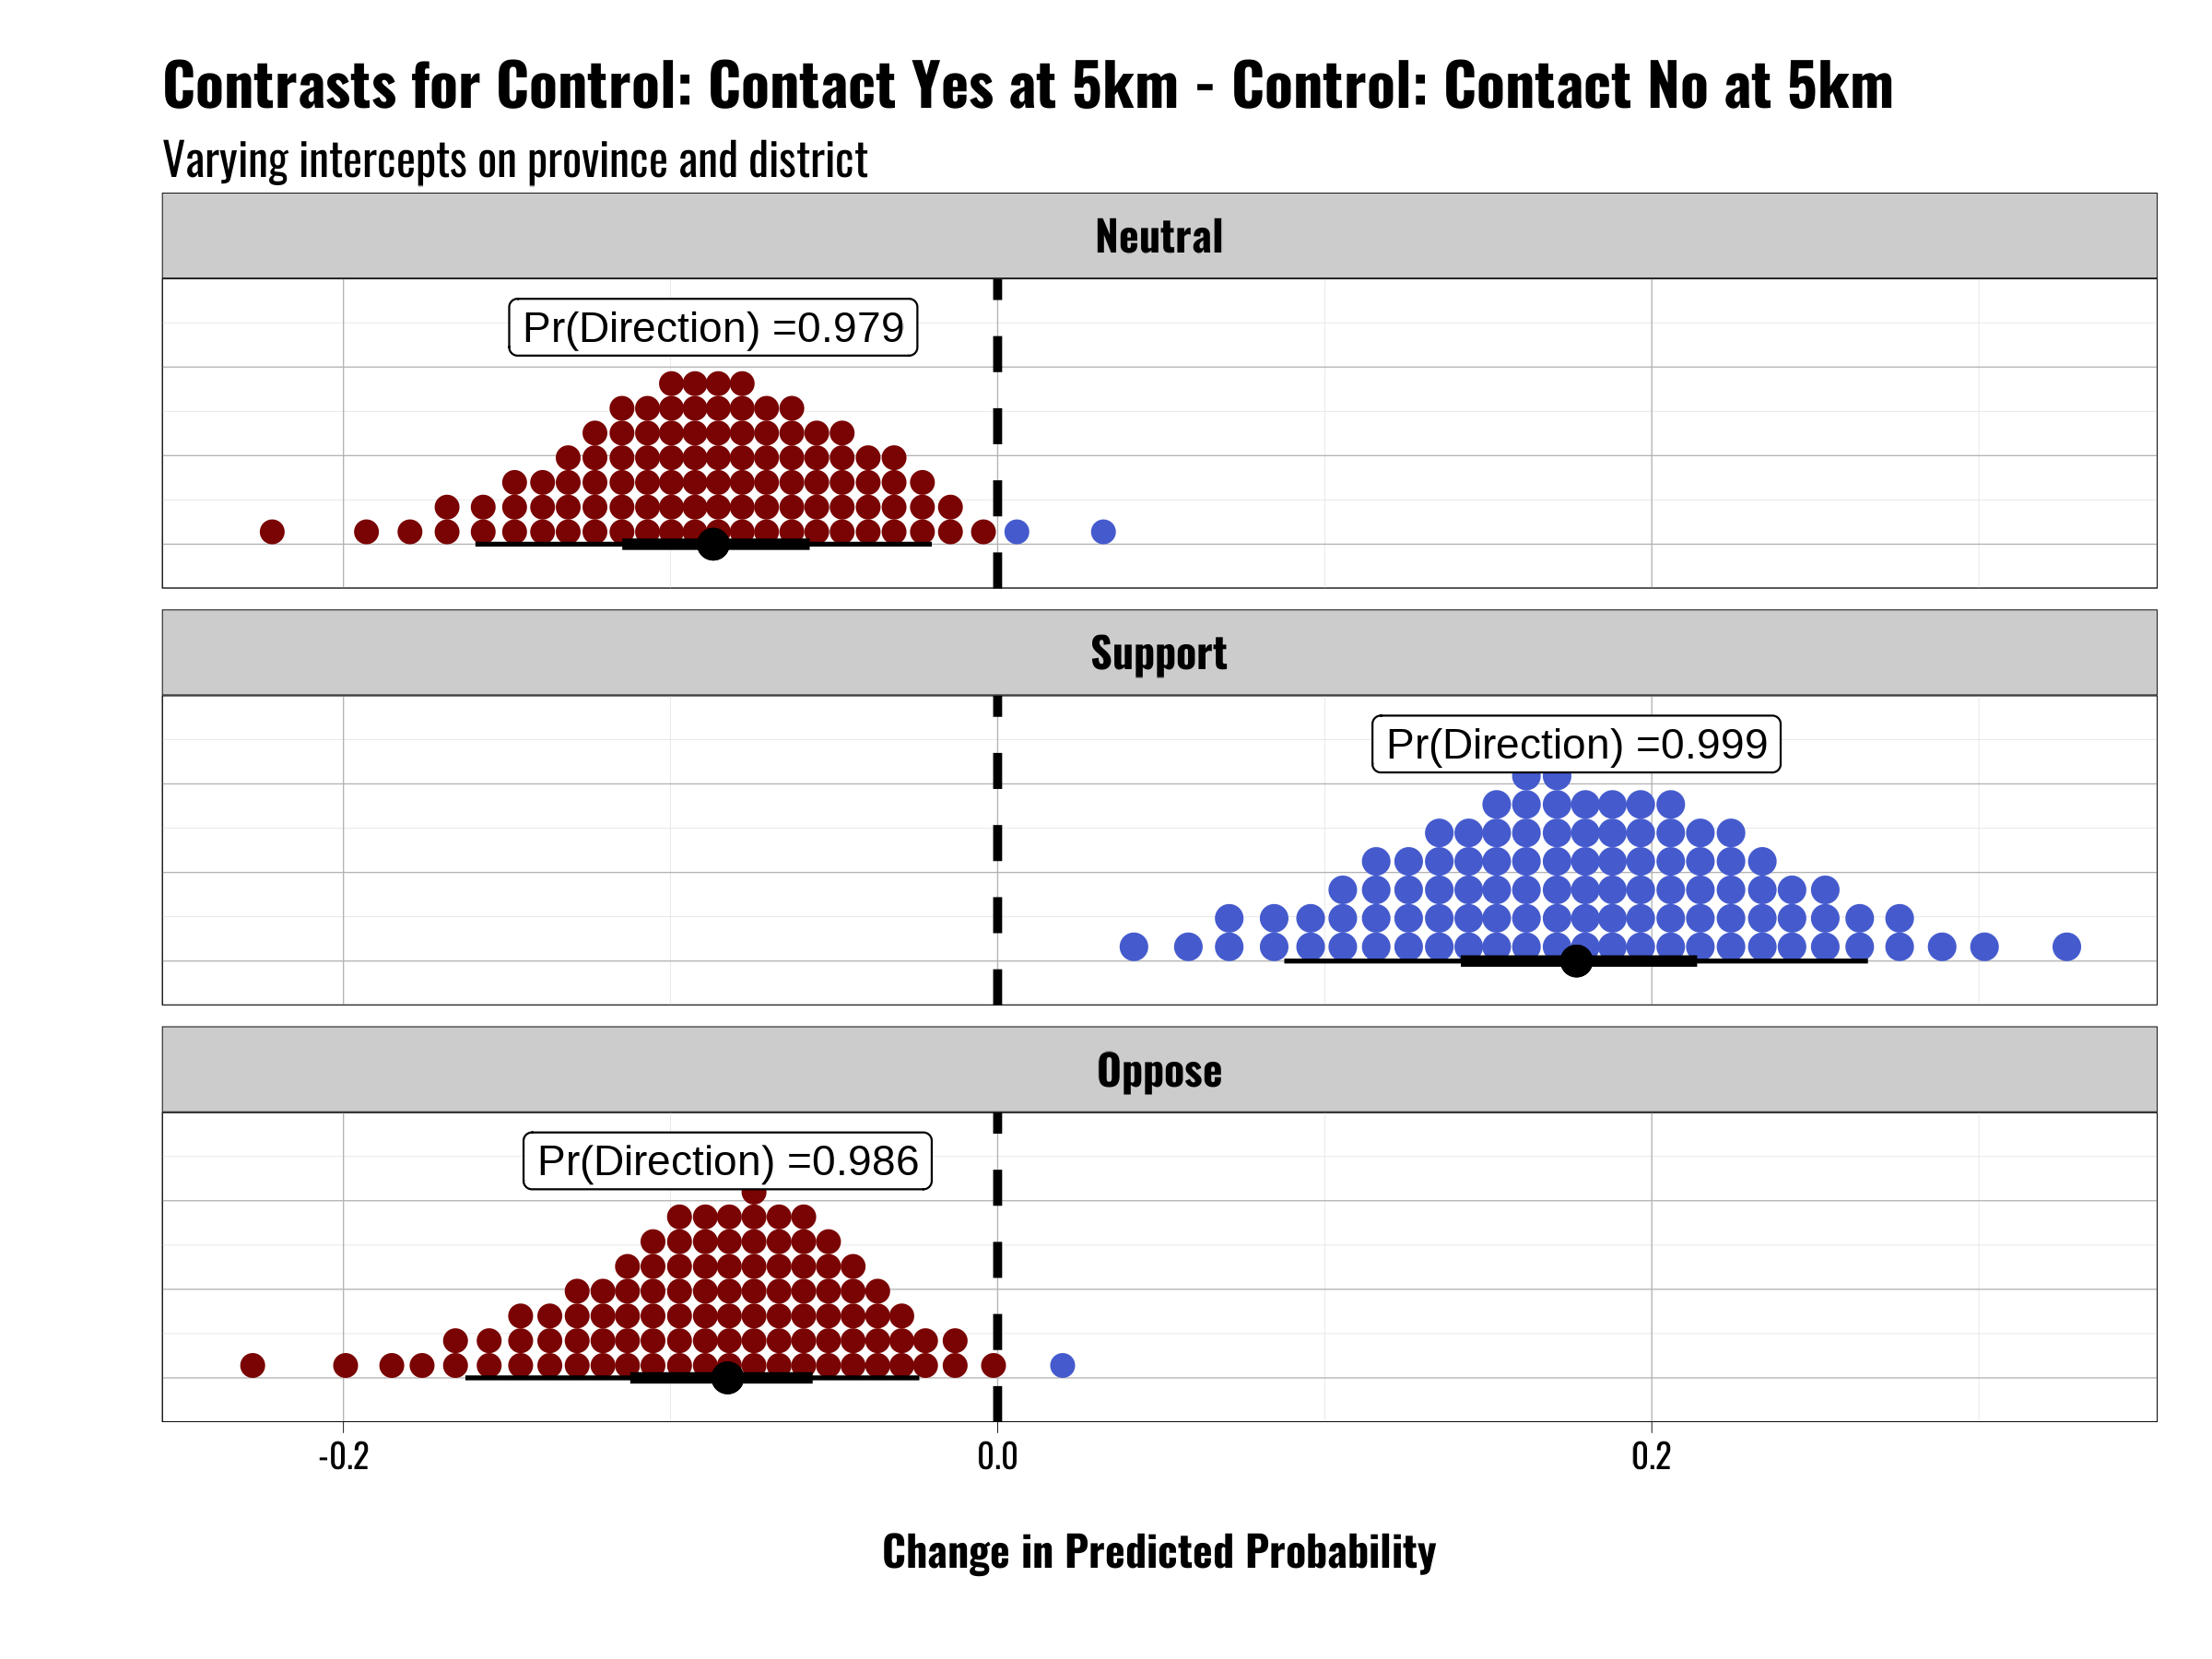 Contrasts for Control: Contact Yes at 5km - Control: Contact No at 5km
Varying intercepts on province and district
Neutral
Pr(Direction) =0.979
Support
Pr(Direction) =0.999
Oppose
Pr(Direction) =0.986
-0.2
0.0
0.2
Change in Predicted Probability